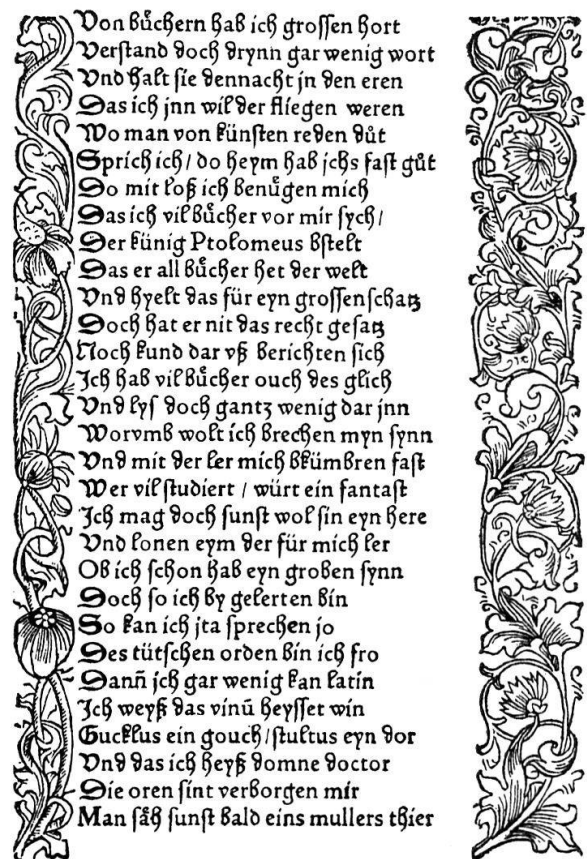 Von bůchern hab ich grossen hort
Verstand doch drynn gar wenig wort
Vnd halt sie dennacht jn den eren
Das ich jnn wil der fliegen weren
Wo man von künsten reden důt
Sprich ich / do heym hab jchs fast gůt
Do mit loß ich benůgen mich
Das ich vil bůcher vor mir sych /
Der künig Ptolomeus bstelt
Das er all bůcher het der welt
Vnd hyelt das für eyn grossen schatz
Doch hat er nit das recht gesatz
Noch kund dar vß berichten sich
Ich hab vil bůcher ouch des glich
Vnd lys doch gantz wenig dar jnn
Worvmb wolt ich brechen myn synn
Vnd mit der ler mich bkümbren fast
Wer vil studiert / würt ein fantast
Ich mag doch sunst wol sin eyn here
Vnd lonen eym der für mich ler
Ob ich schon hab eyn groben synn
Doch so ich by gelerten bin
So kan ich jta sprechen jo
Des tütschen orden bin ich fro
Dann̄ jch gar wenig kan latin
Ich weyß das vinū heysset win
Gucklus ein gouch / stultus eyn dor
Vnd das ich heyß domne doctor
Die oren sint verborgen mir
Man såh sunst bald eins mullers thier